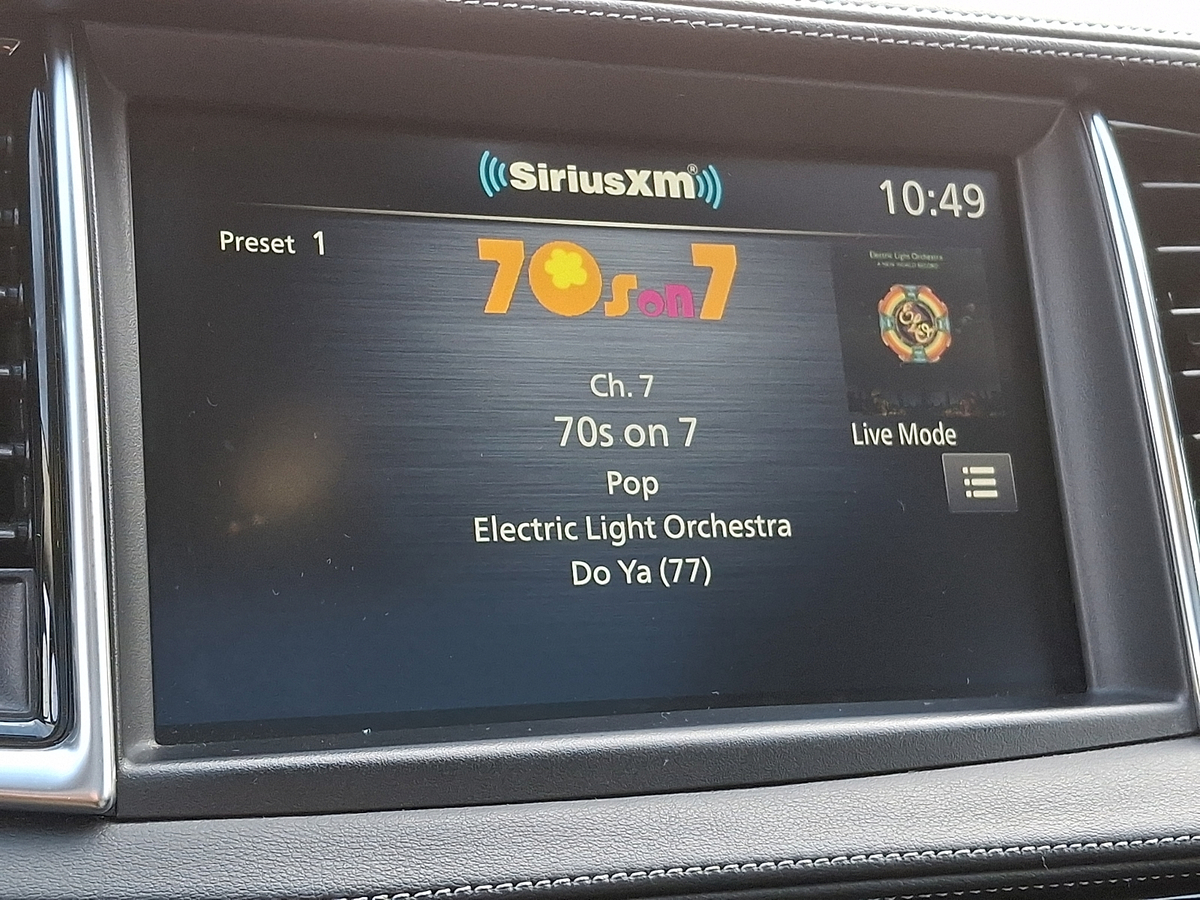 SiriusXM®
10:49
Preset 1
70s on 7
Electric Light Orchestra
A NEW WORLD RECORD
ELO
Ch. 7
70s on 7
Live Mode
Pop
Electric Light Orchestra
Do Ya (77)